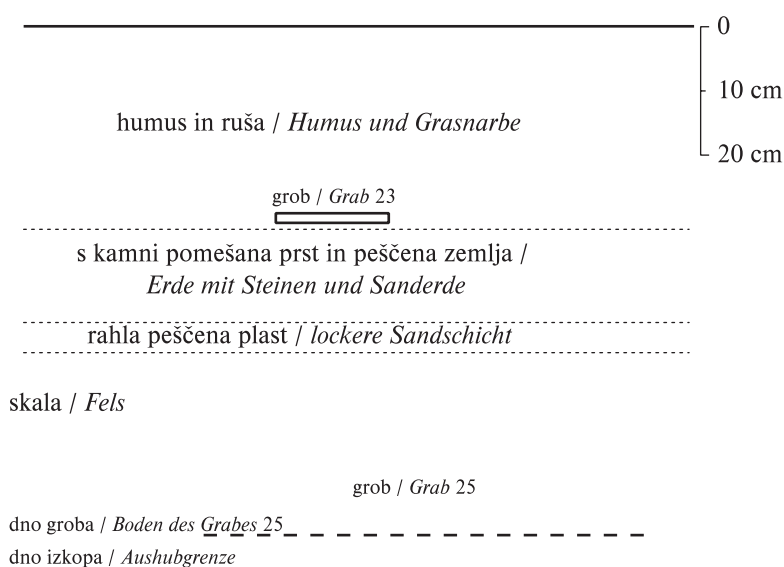 0
10 cm
humus in ruša / Humus und Grasnarbe
20 cm
grob / Grab 23
s kamni pomešana prst in peščena zemlja /
Erde mit Steinen und Sanderde
rahla peščena plast / lockere Sandschicht
skala / Fels
grob / Grab 25
dno groba / Boden des Grabes 25
dno izkopa / Aushubgrenze